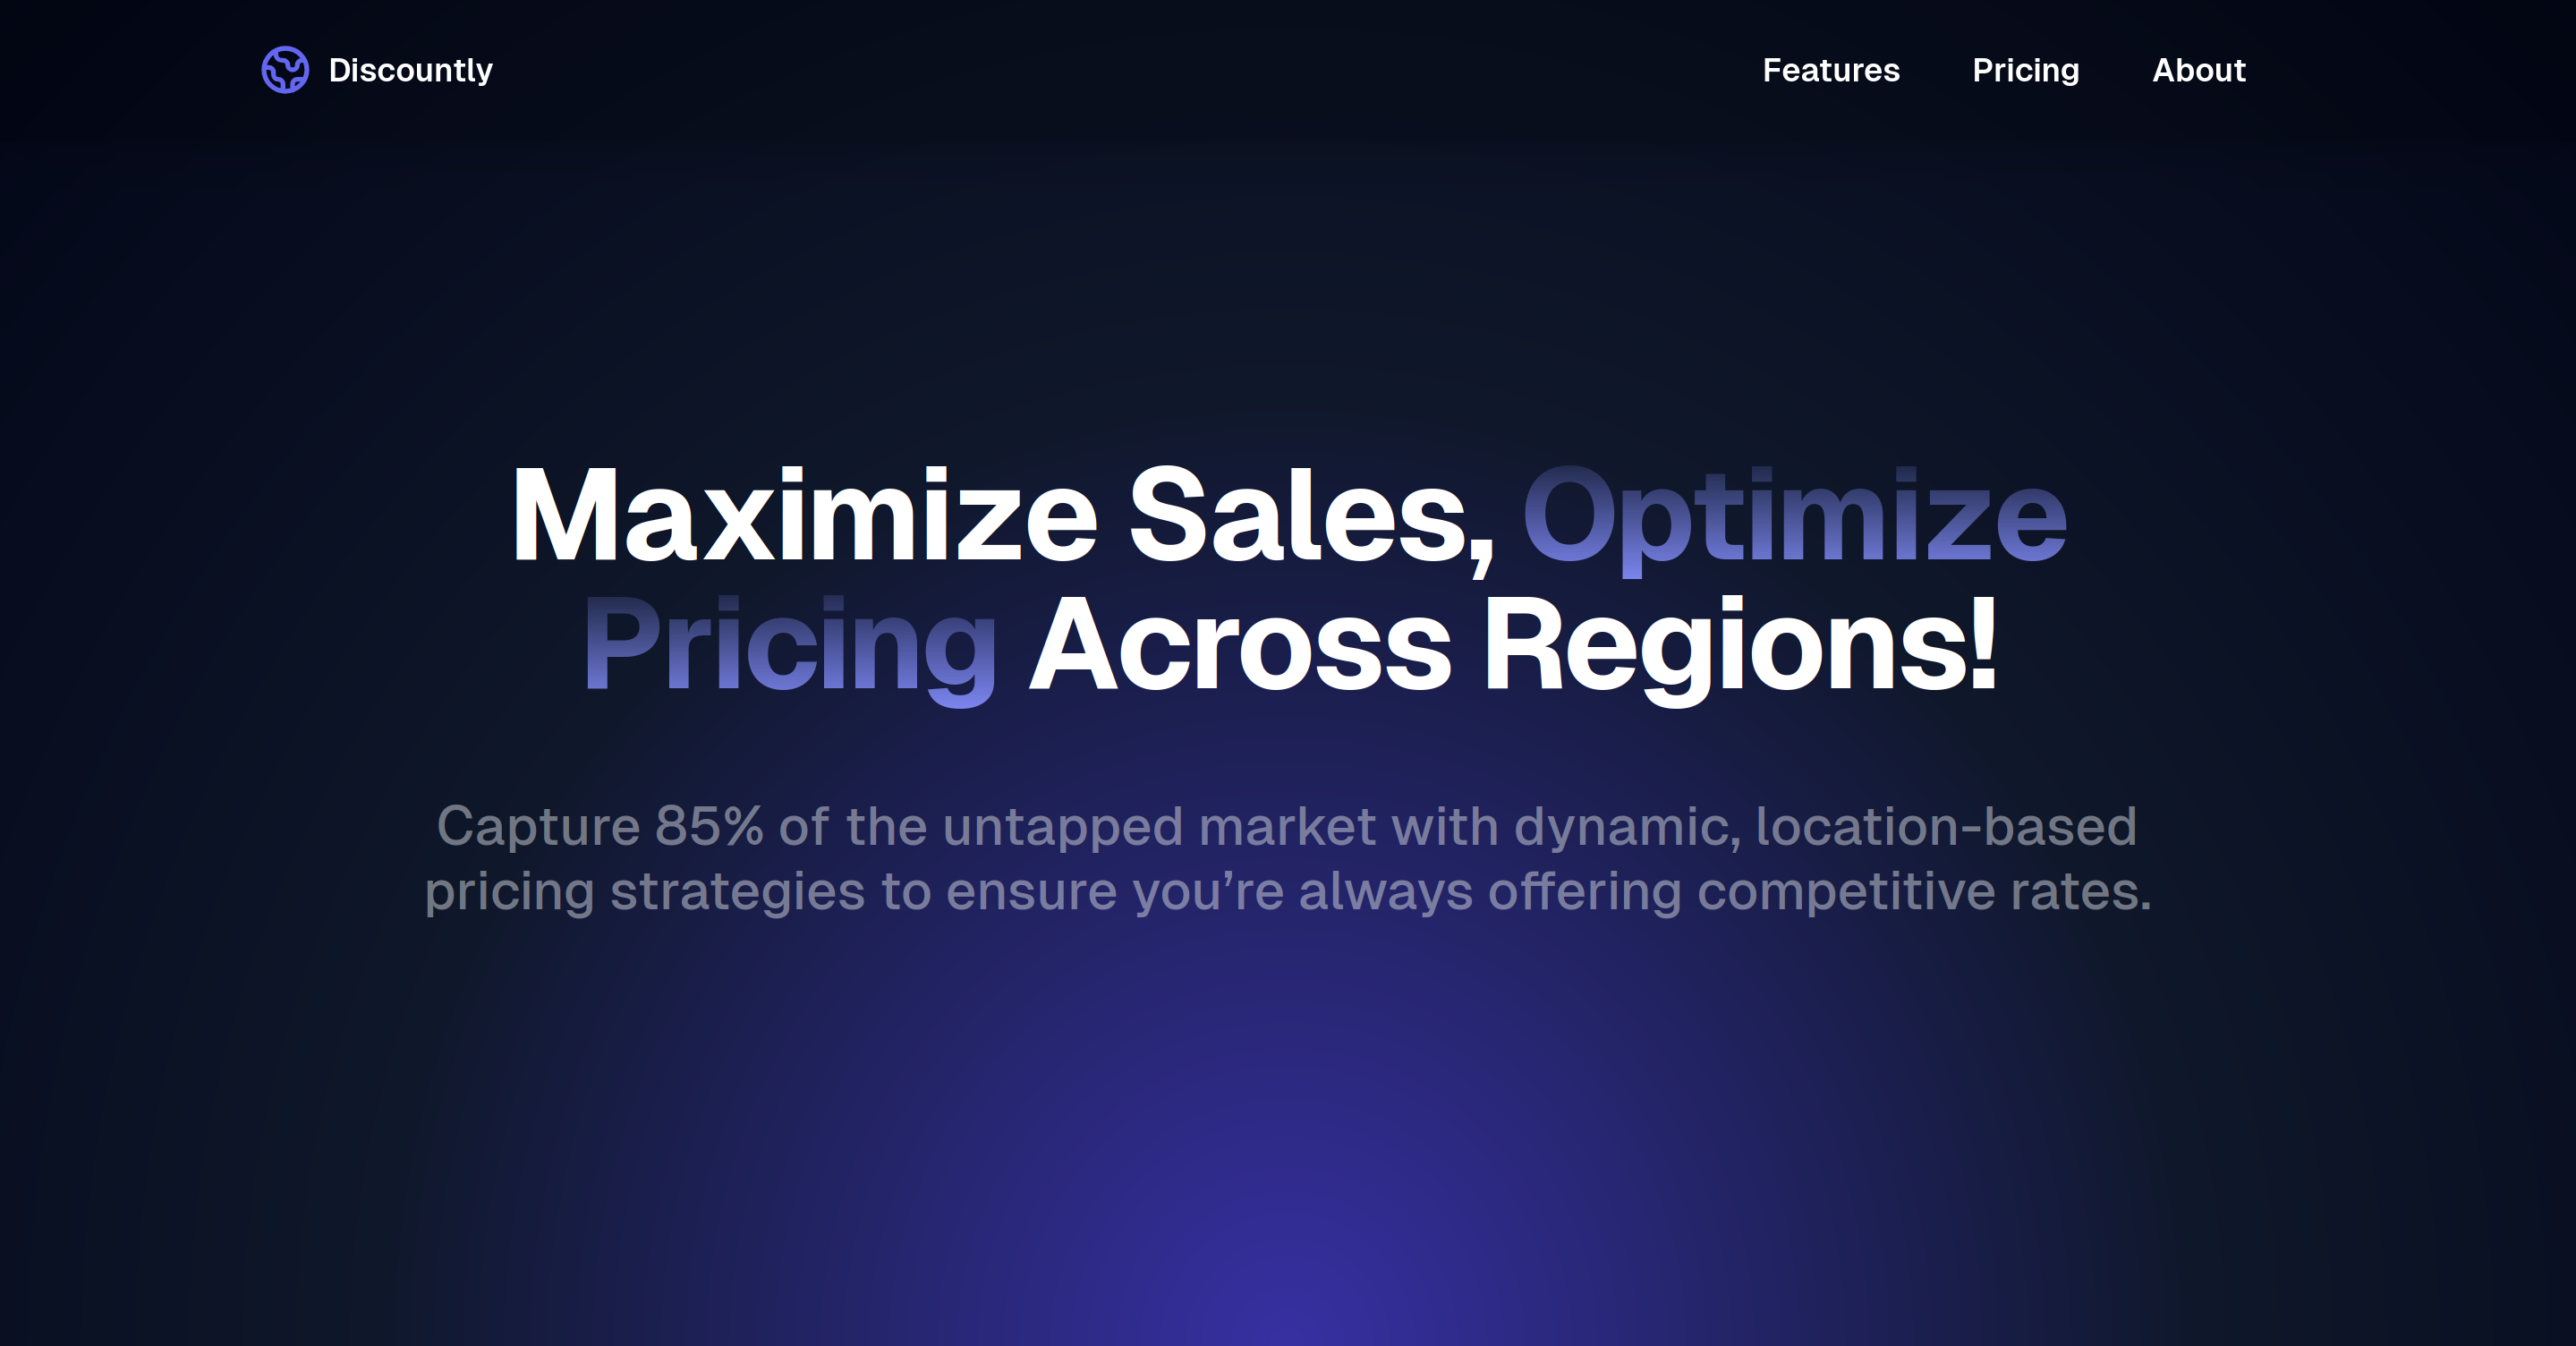 Discountly
Features
Pricing
About
Maximize Sales, Optimize
Pricing Across Regions!
Capture 85% of the untapped market with dynamic, location-based
pricing strategies to ensure you’re always offering competitive rates.